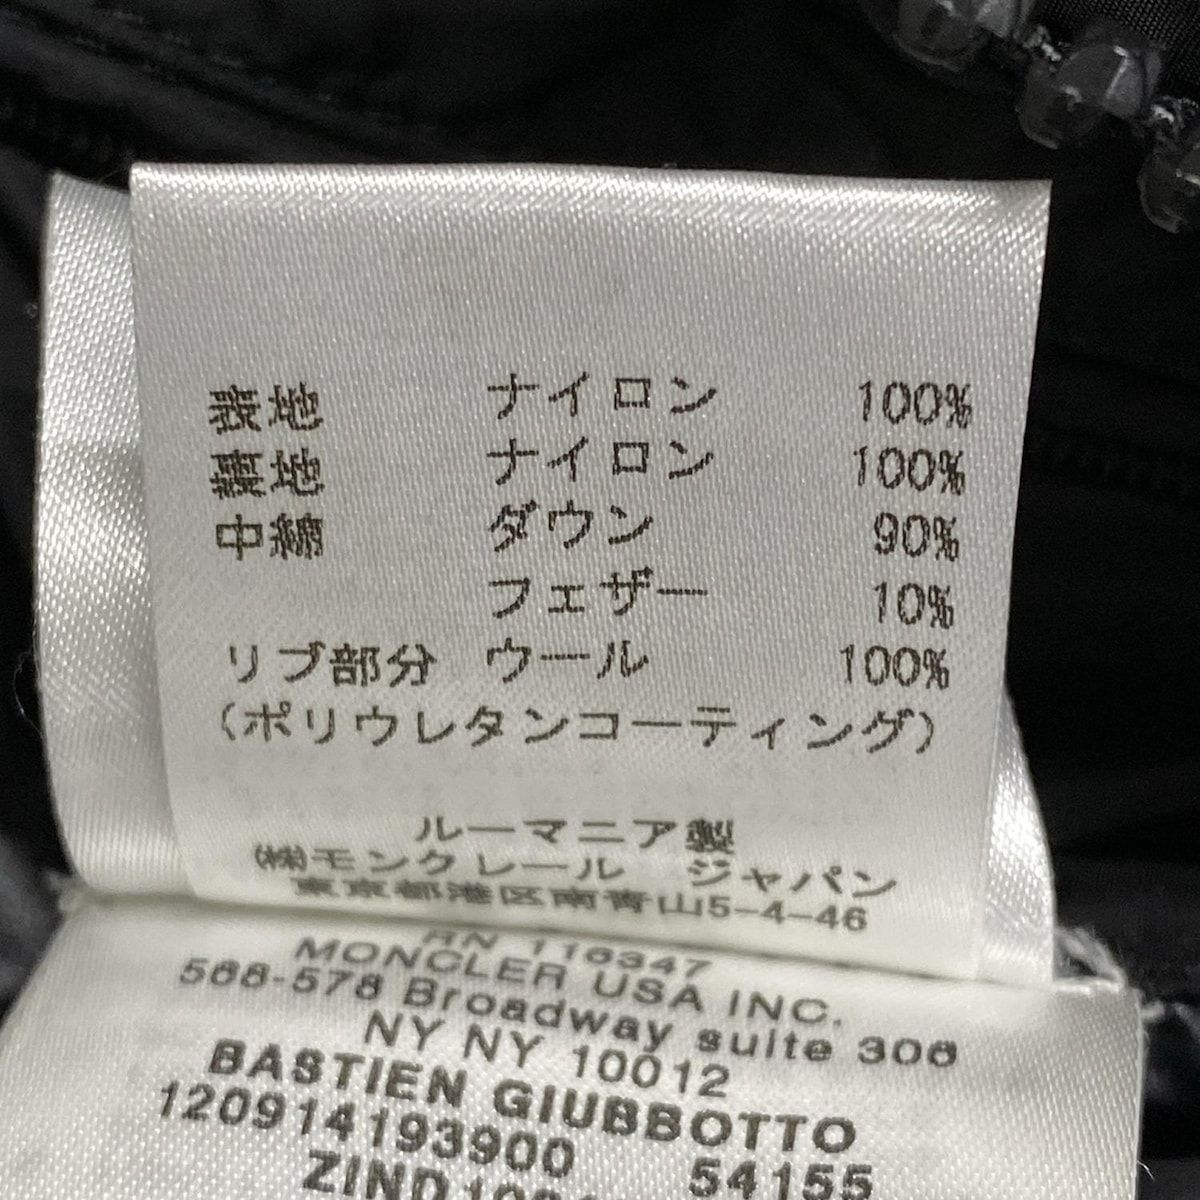 表地 ナイロン 100%
裏地 ナイロン 100%
中綿 ダウン 90%
フェザー 10%
リブ部分 ウール 100%
(ポリウレタンコーティング)
ルーマニア製
㈱モンクレール ジャパン
東京都港区南青山5-4-46
RN 116347
MONCLER USA INC.
568-578 Broadway suite 306
NY NY 10012
BASTIEN GIUBBOTTO
120914193900 54155